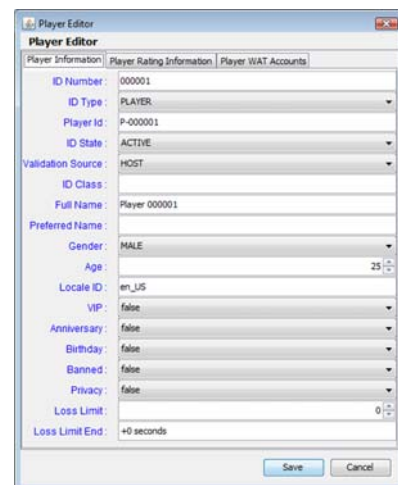 Player Editor
Player Editor
Player Information Player Rating Information Player WAT Accounts
ID Number : 000001
ID Type : PLAYER
Player Id : P-000001
ID State : ACTIVE
Validation Source : HOST
ID Class :
Full Name : Player 000001
Preferred Name :
Gender : MALE
Age : 25
Locale ID : en_US
VIP : false
Anniversary : false
Birthday : false
Banned : false
Privacy : false
Loss Limit : 0
Loss Limit End : +0 seconds
Save Cancel